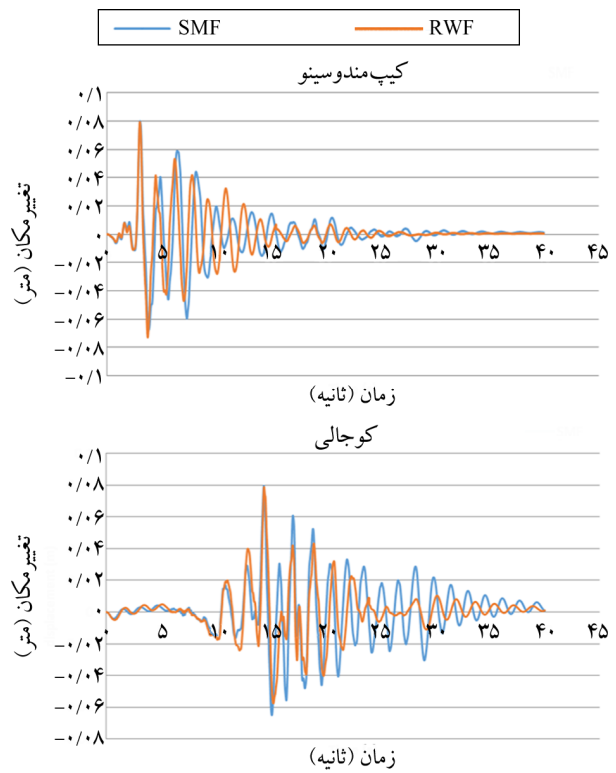 SMF RWF
کیپ‌مندوسینو
۰/۱
۰/۰۸
۰/۰۶
۰/۰۴
۰/۰۲
۰
−۰/۰۲
−۰/۰۴
−۰/۰۶
−۰/۰۸
−۰/۱
تغییرمکان (متر)
۰ ۵ ۱۰ ۱۵ ۲۰ ۲۵ ۳۰ ۳۵ ۴۰ ۴۵
زمان (ثانیه)
کوجالی
۰/۱
۰/۰۸
۰/۰۶
۰/۰۴
۰/۰۲
۰
−۰/۰۲
−۰/۰۴
−۰/۰۶
−۰/۰۸
تغییرمکان (متر)
۰ ۵ ۱۰ ۱۵ ۲۰ ۲۵ ۳۰ ۳۵ ۴۰ ۴۵
زمان (ثانیه)